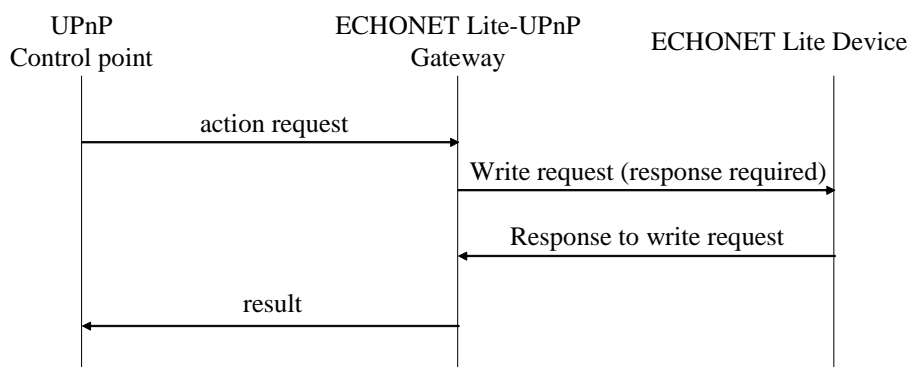 UPnP
Control point
ECHONET Lite-UPnP
Gateway
ECHONET Lite Device
action request
Write request (response required)
Response to write request
result